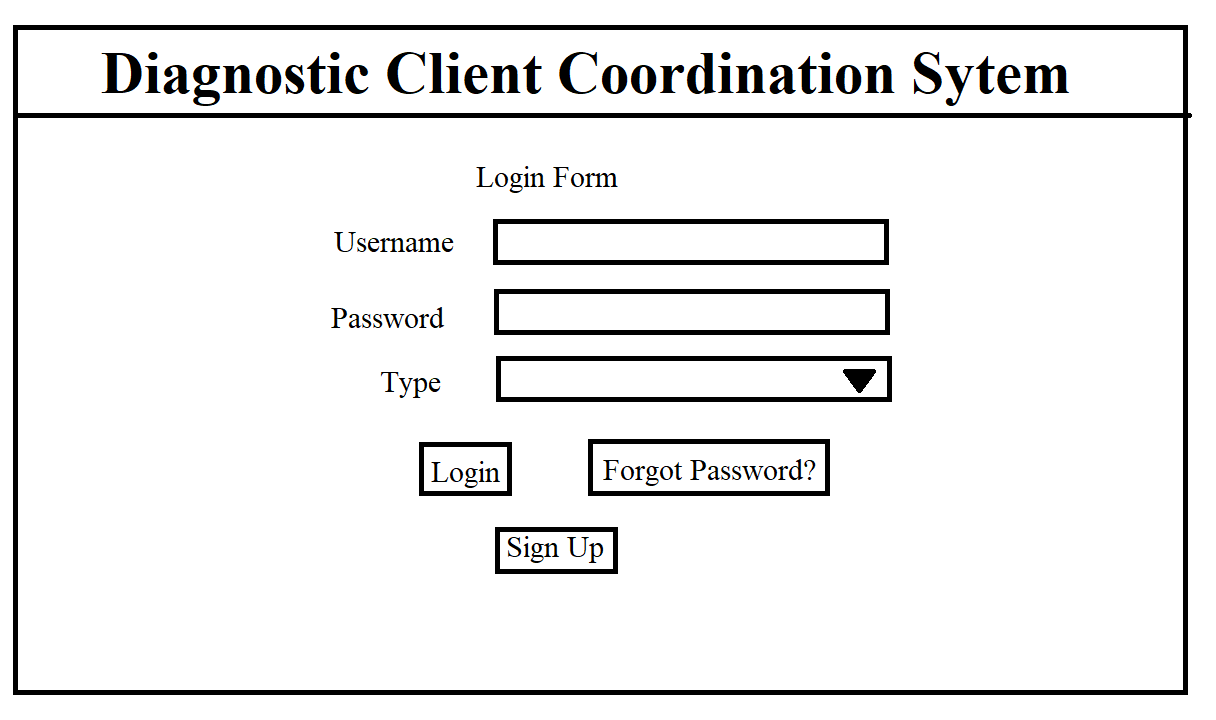 Diagnostic Client Coordination Sytem
Login Form
Username
Password
Type
Login
Forgot Password?
Sign Up